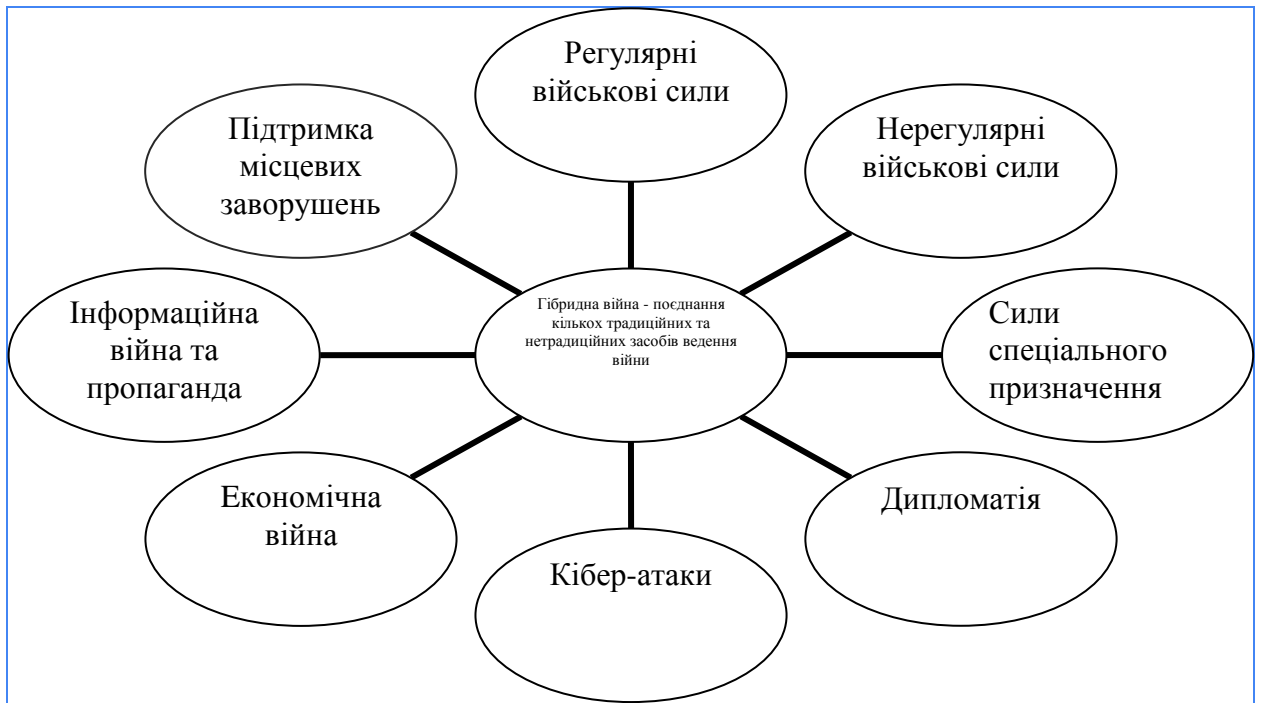 Регулярні
військові сили
Підтримка
місцевих
заворушень
Нерегулярні
військові сили
Інформаційна
війна та
пропаганда
Гібридна війна - поєднання
кількох традиційних та
нетрадиційних засобів ведення
війни
Сили
спеціального
призначення
Економічна
війна
Дипломатія
Кібер-атаки